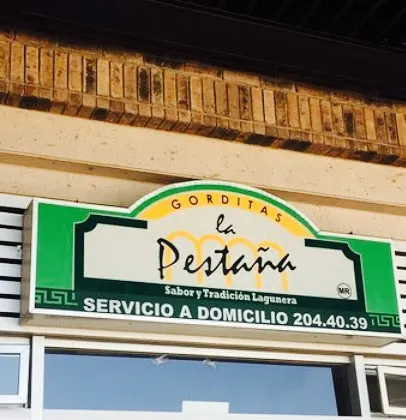 GORDITAS
la
Pestaña
Sabor y Tradición Lagunera
MR
SERVICIO A DOMICILIO 204.40.39